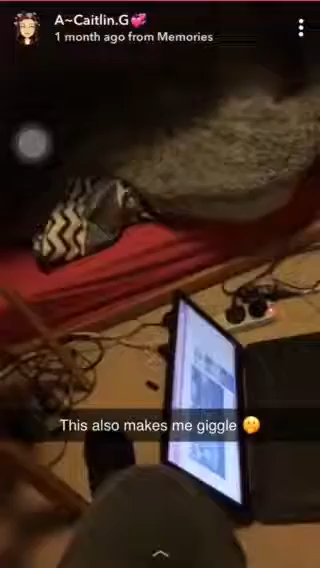 A~Caitlin.G💞
1 month ago from Memories
This also makes me giggle 🤭